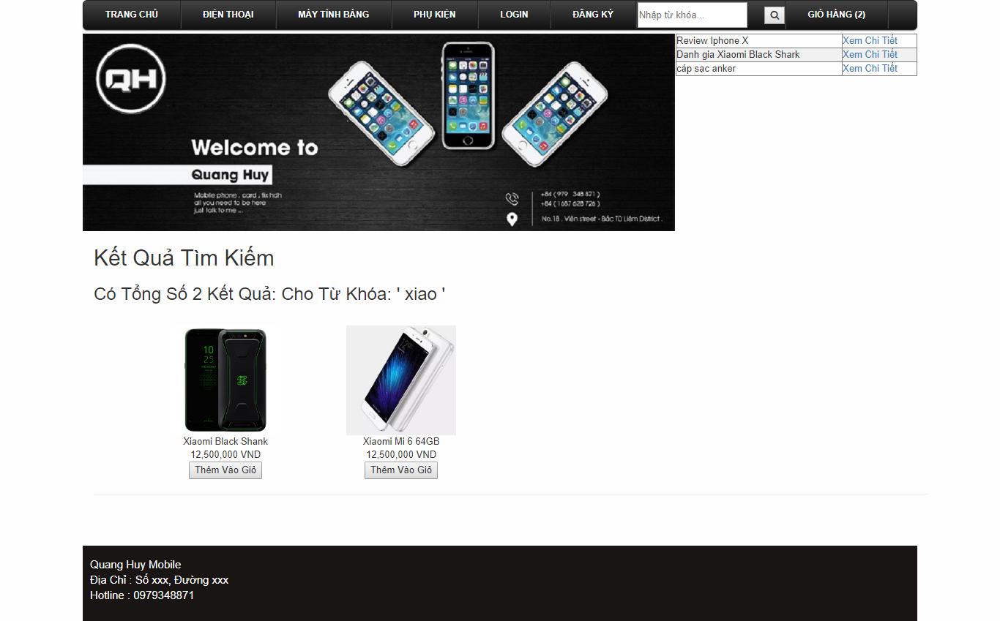 TRANG CHỦ ĐIỆN THOẠI MÁY TÍNH BẢNG PHỤ KIỆN LOGIN ĐĂNG KÝ Nhập từ khóa... GIỎ HÀNG (2)
QH
Welcome to
Quang Huy
Mobile phone , card , fix hdh
all you need to be here
just talk to me ...
+84 ( 979 348 871 )
+84 ( 1687 628 726 )
No.18 . Viên street - Bắc Từ Liêm District .
Review Iphone X Xem Chi Tiết
Danh gia Xiaomi Black Shark Xem Chi Tiết
cáp sạc anker Xem Chi Tiết
Kết Quả Tìm Kiếm
Có Tổng Số 2 Kết Quả: Cho Từ Khóa: ' xiao '
10
25
Xiaomi Black Shank
12,500,000 VND
Thêm Vào Giỏ
Xiaomi Mi 6 64GB
12,500,000 VND
Thêm Vào Giỏ
Quang Huy Mobile
Địa Chỉ : Số xxx, Đường xxx
Hotline : 0979348871